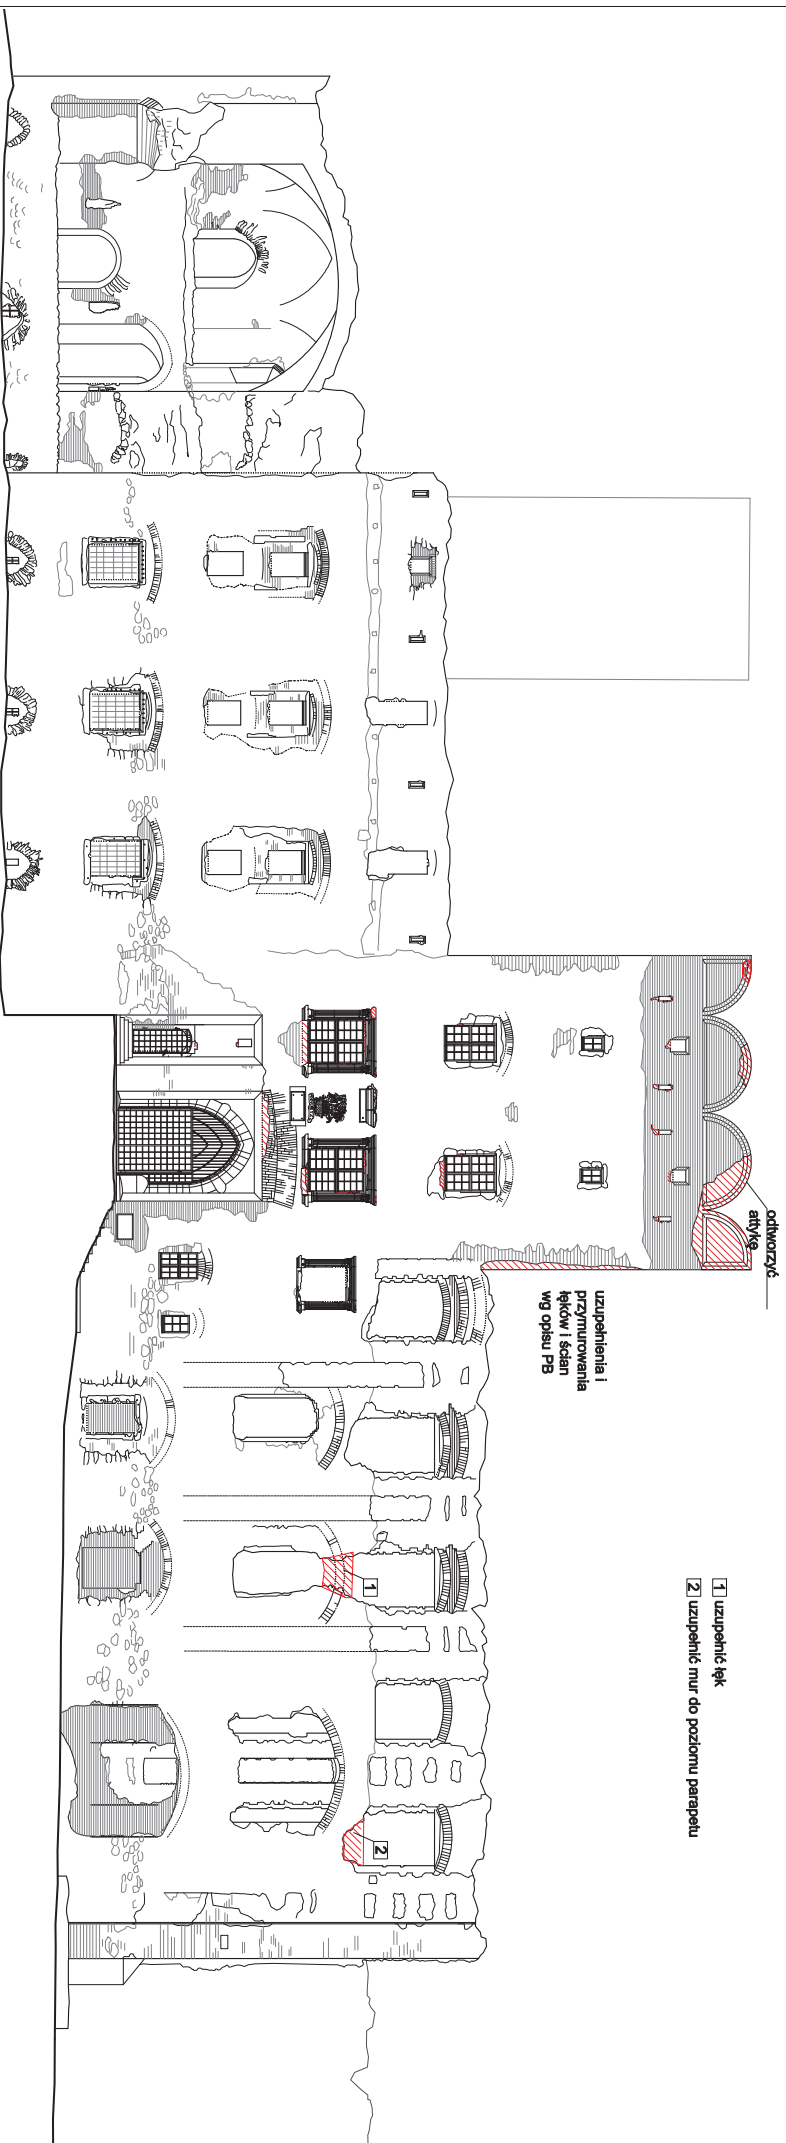 odtworzyć
attykę
uzupełnienia i
przymurowania
łęków i ścian
wg opisu PB
1 uzupełnić łęk
2 uzupełnić mur do poziomu parapetu
1
2